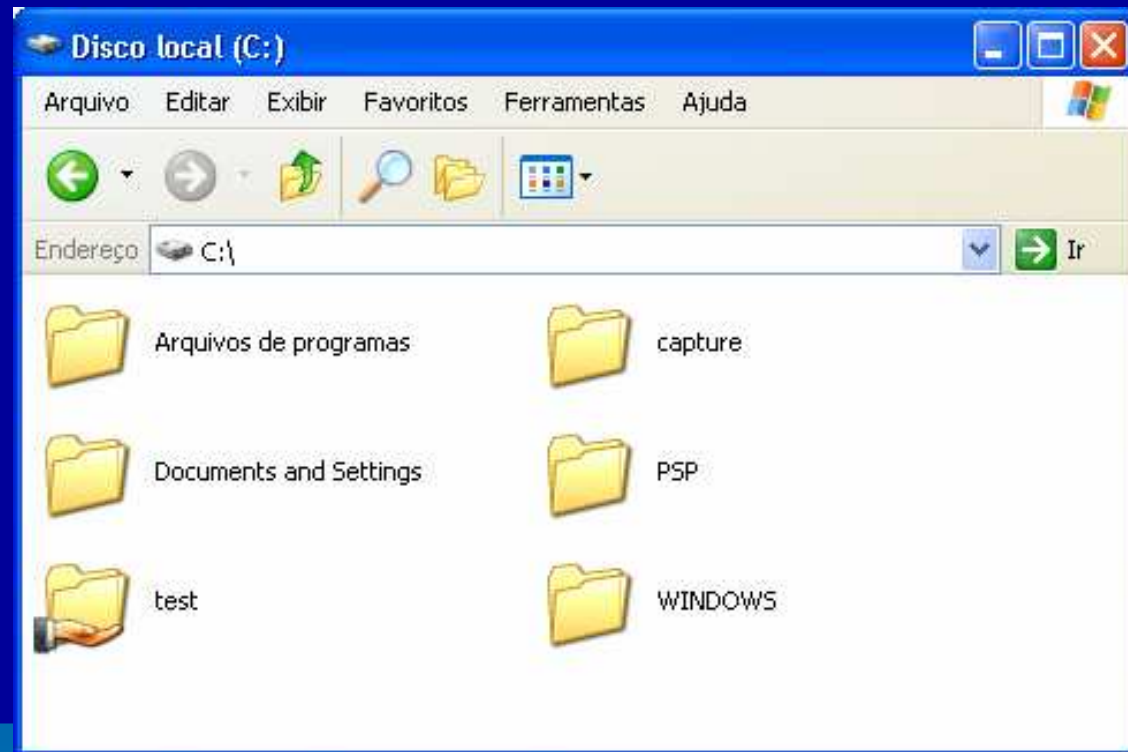 Disco local (C:)
Arquivo Editar Exibir Favoritos Ferramentas Ajuda
Endereço C:\ Ir
Arquivos de programas capture
Documents and Settings PSP
test WINDOWS